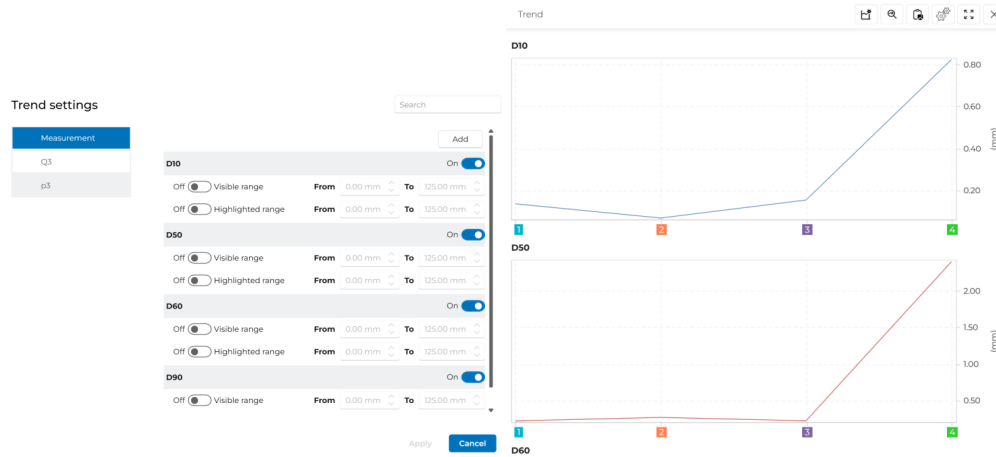 Trend settings
Search
Measurement
Q3
p3
Add
D10 On
Off Visible range From 0.00 mm To 125.00 mm
Off Highlighted range From 0.00 mm To 125.00 mm
D50 On
Off Visible range From 0.00 mm To 125.00 mm
Off Highlighted range From 0.00 mm To 125.00 mm
D60 On
Off Visible range From 0.00 mm To 125.00 mm
Off Highlighted range From 0.00 mm To 125.00 mm
D90 On
Off Visible range From 0.00 mm To 125.00 mm
Apply Cancel
Trend
D10
0.80
0.60
0.40
0.20
(mm)
1 2 3 4
D50
2.00
1.50
1.00
0.50
(mm)
1 2 3 4
D60